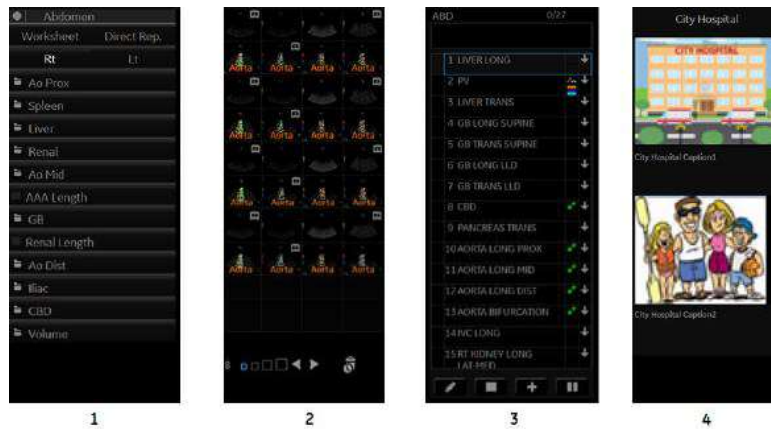 Abdomen
Worksheet Direct Rep.
Rt Lt
Ao Prox
Spleen
Liver
Renal
Ao Mid
AAA Length
GB
Renal Length
Ao Dist
Iliac
CBD
Volume
1
Aorta Aorta Aorta Aorta
Aorta Aorta Aorta Aorta
Aorta Aorta Aorta Aorta
Aorta Aorta Aorta Aorta
8
2
ABD 0/27
1 LIVER LONG
2 PV
3 LIVER TRANS
4 GB LONG SUPINE
5 GB TRANS SUPINE
6 GB LONG LLD
7 GB TRANS LLD
8 CBD
9 PANCREAS TRANS
10 AORTA LONG PROX
11 AORTA LONG MID
12 AORTA LONG DIST
13 AORTA BIFURCATION
14 IVC LONG
15 RT KIDNEY LONG
LAT-MED
3
City Hospital
CITY HOSPITAL
City Hospital Caption1
City Hospital Caption2
4